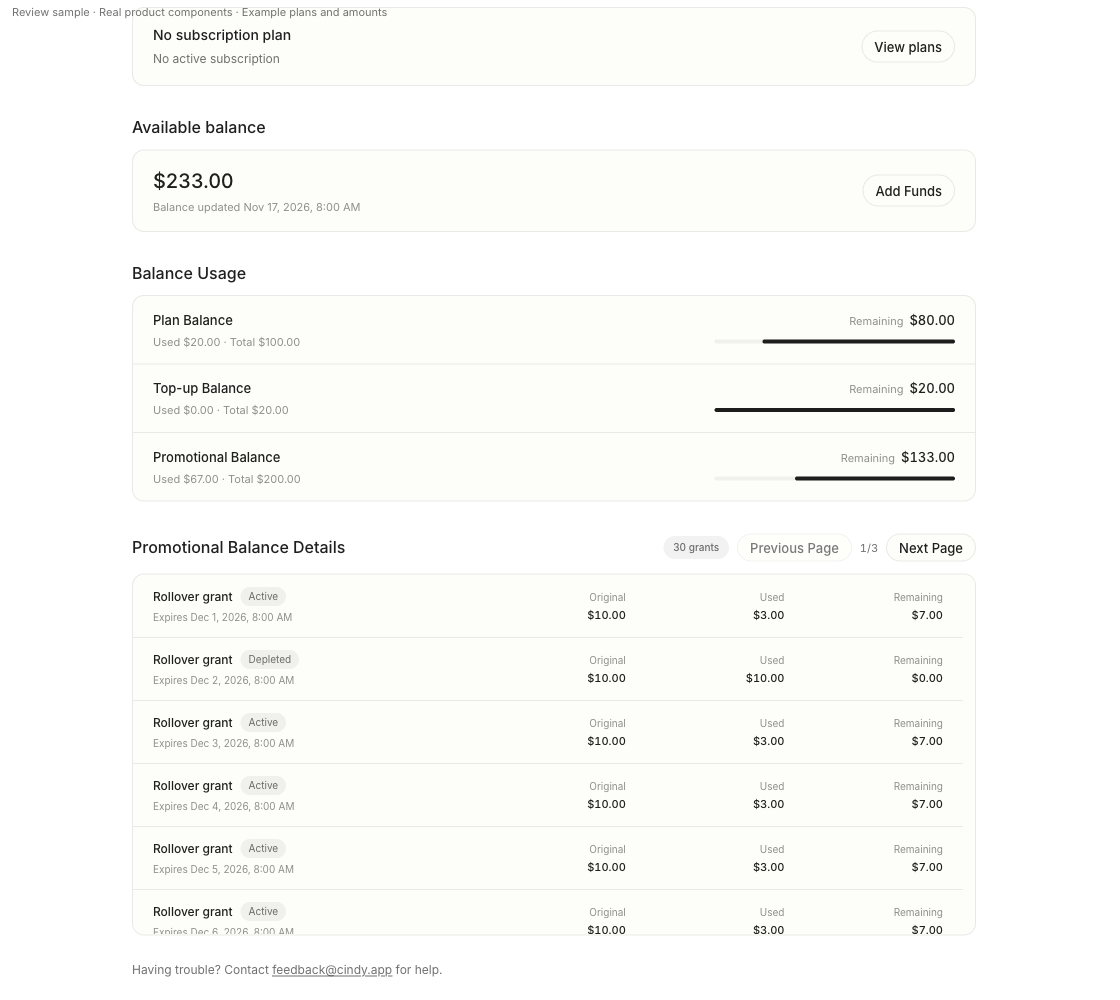 Review sample · Real product components · Example plans and amounts
No subscription plan
No active subscription
View plans
Available balance
$233.00
Balance updated Nov 17, 2026, 8:00 AM
Add Funds
Balance Usage
Plan Balance
Remaining $80.00
Used $20.00 · Total $100.00
Top-up Balance
Remaining $20.00
Used $0.00 · Total $20.00
Promotional Balance
Remaining $133.00
Used $67.00 · Total $200.00
Promotional Balance Details
30 grants
Previous Page
1/3
Next Page
Rollover grant Active
Original Used Remaining
Expires Dec 1, 2026, 8:00 AM
$10.00 $3.00 $7.00
Rollover grant Depleted
Original Used Remaining
Expires Dec 2, 2026, 8:00 AM
$10.00 $10.00 $0.00
Rollover grant Active
Original Used Remaining
Expires Dec 3, 2026, 8:00 AM
$10.00 $3.00 $7.00
Rollover grant Active
Original Used Remaining
Expires Dec 4, 2026, 8:00 AM
$10.00 $3.00 $7.00
Rollover grant Active
Original Used Remaining
Expires Dec 5, 2026, 8:00 AM
$10.00 $3.00 $7.00
Rollover grant Active
Original Used Remaining
Expires Dec 6, 2026, 8:00 AM
$10.00 $3.00 $7.00
Having trouble? Contact feedback@cindy.app for help.